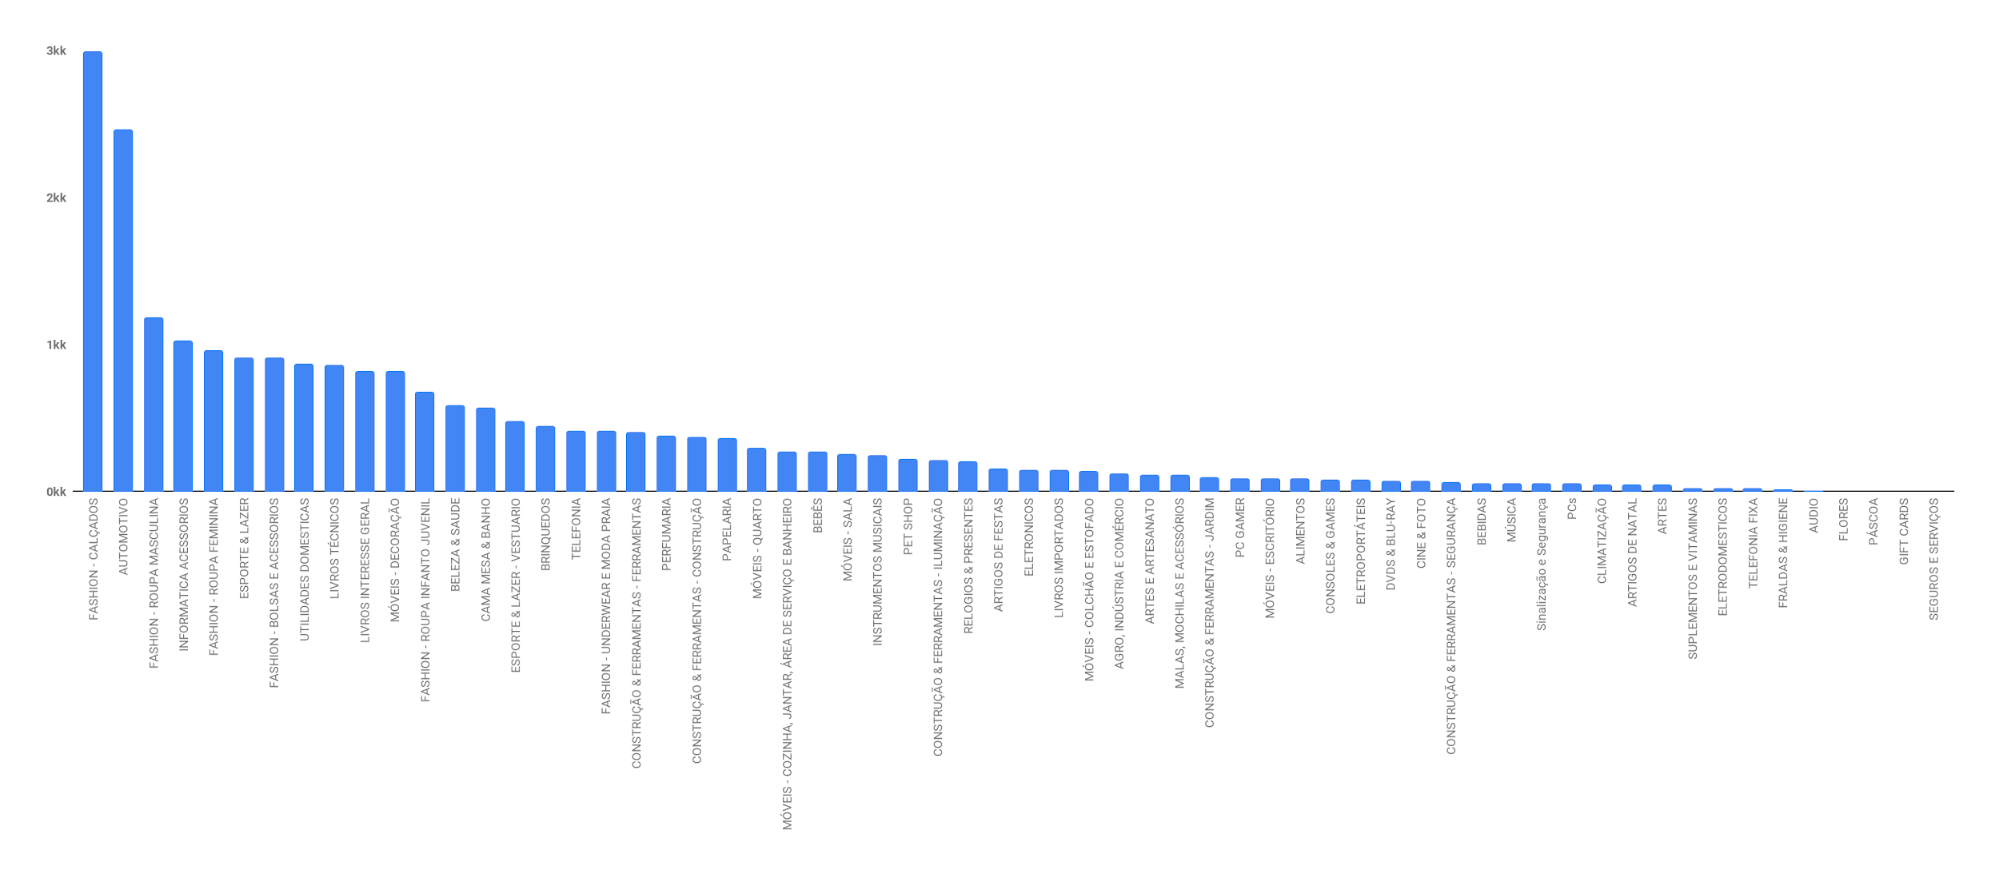 3kk
2kk
1kk
0kk
FASHION - CALÇADOS
AUTOMOTIVO
FASHION - ROUPA MASCULINA
INFORMATICA ACESSORIOS
FASHION - ROUPA FEMININA
ESPORTE & LAZER
FASHION - BOLSAS E ACESSORIOS
UTILIDADES DOMESTICAS
LIVROS TÉCNICOS
LIVROS INTERESSE GERAL
MÓVEIS - DECORAÇÃO
FASHION - ROUPA INFANTO JUVENIL
BELEZA & SAUDE
CAMA MESA & BANHO
ESPORTE & LAZER - VESTUARIO
BRINQUEDOS
TELEFONIA
FASHION - UNDERWEAR E MODA PRAIA
CONSTRUÇÃO & FERRAMENTAS - FERRAMENTAS
PERFUMARIA
CONSTRUÇÃO & FERRAMENTAS - CONSTRUÇÃO
PAPELARIA
MÓVEIS - QUARTO
MÓVEIS - COZINHA, JANTAR, ÁREA DE SERVIÇO E BANHEIRO
BEBÊS
MÓVEIS - SALA
INSTRUMENTOS MUSICAIS
PET SHOP
CONSTRUÇÃO & FERRAMENTAS - ILUMINAÇÃO
RELOGIOS & PRESENTES
ARTIGOS DE FESTAS
ELETRONICOS
LIVROS IMPORTADOS
MÓVEIS - COLCHÃO E ESTOFADO
AGRO, INDÚSTRIA E COMÉRCIO
ARTES E ARTESANATO
MALAS, MOCHILAS E ACESSÓRIOS
CONSTRUÇÃO & FERRAMENTAS - JARDIM
PC GAMER
MÓVEIS - ESCRITÓRIO
ALIMENTOS
CONSOLES & GAMES
ELETROPORTÁTEIS
DVDS & BLU-RAY
CINE & FOTO
CONSTRUÇÃO & FERRAMENTAS - SEGURANÇA
BEBIDAS
MÚSICA
Sinalização e Segurança
PCs
CLIMATIZAÇÃO
ARTIGOS DE NATAL
ARTES
SUPLEMENTOS E VITAMINAS
ELETRODOMESTICOS
TELEFONIA FIXA
FRALDAS & HIGIENE
AUDIO
FLORES
PÁSCOA
GIFT CARDS
SEGUROS E SERVIÇOS